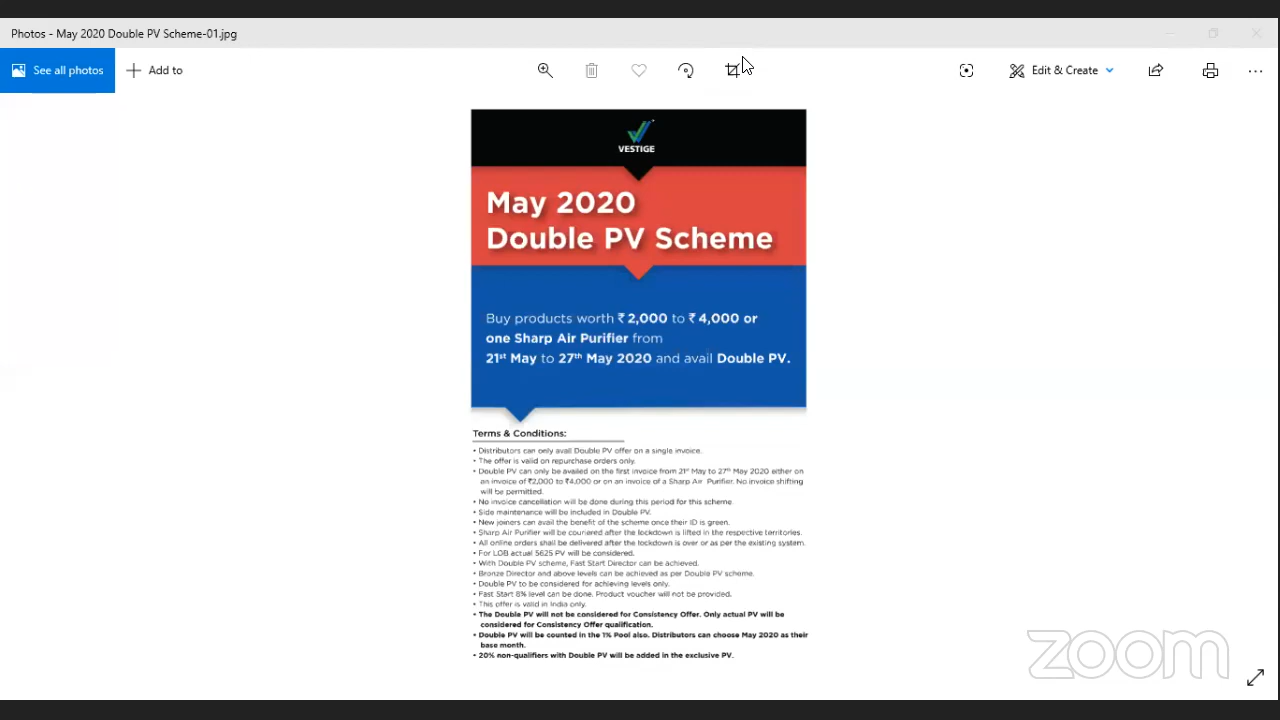 Photos - May 2020 Double PV Scheme-01.jpg
See all photos
Add to
Edit & Create
VESTIGE
May 2020
Double PV Scheme
Buy products worth ₹ 2,000 to ₹ 4,000 or
one Sharp Air Purifier from
21st May to 27th May 2020 and avail Double PV.
Terms & Conditions:
• Distributors can only avail Double PV offer on a single invoice.
• The offer is valid on repurchase orders only.
• Double PV can only be availed on the first invoice from 21st May to 27th May 2020 either on
an invoice of ₹2,000 to ₹4,000 or on an invoice of a Sharp Air Purifier. No invoice shifting
will be permitted.
• No invoice cancellation will be done during this period for this scheme.
• Side maintenance will be included in Double PV.
• New joiners can avail the benefit of the scheme once their ID is green.
• Sharp Air Purifier will be couriered after the lockdown is lifted in the respective territories.
• All online orders shall be delivered after the lockdown is over or as per the existing system.
• For LOB actual 5625 PV will be considered.
• With Double PV scheme, Fast Start Director can be achieved.
• Bronze Director and above levels can be achieved as per Double PV scheme.
• Double PV to be considered for achieving levels only.
• Fast Start 8% level can be done. Product voucher will not be provided.
• This offer is valid in India only.
• The Double PV will not be considered for Consistency Offer. Only actual PV will be
considered for Consistency Offer qualification.
• Double PV will be counted in the 1% Pool also. Distributors can choose May 2020 as their
base month.
• 20% non-qualifiers with Double PV will be added in the exclusive PV.
zoom